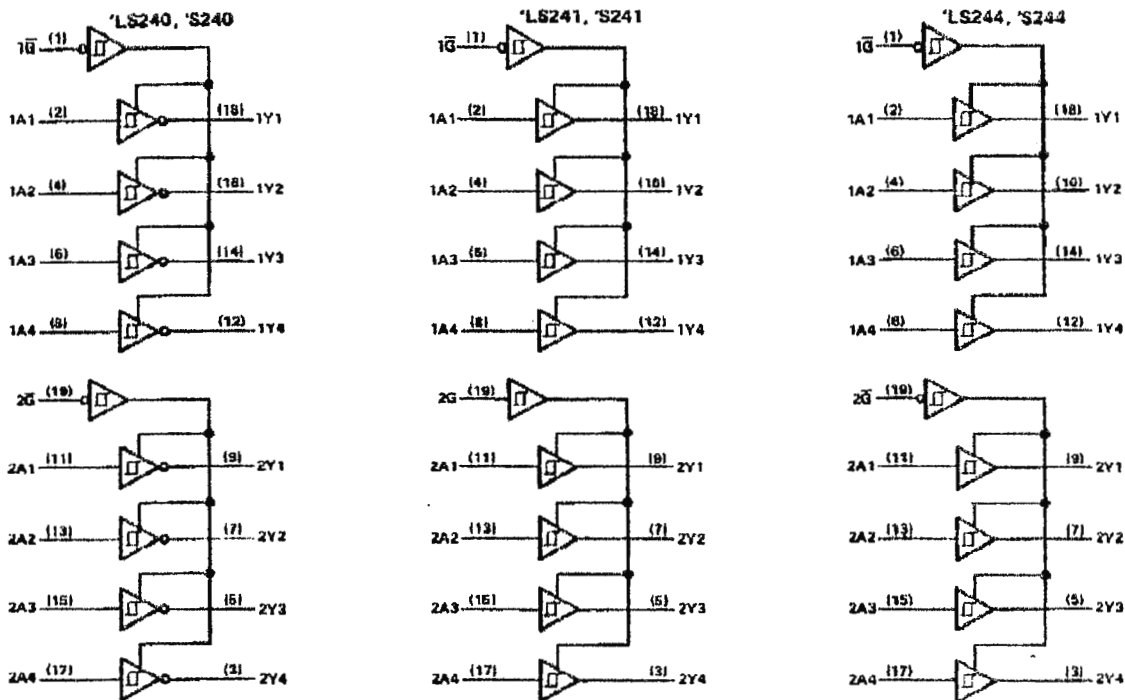 'LS240, 'S240
1G̅ (1)
1A1 (2) (18) 1Y1
1A2 (4) (16) 1Y2
1A3 (6) (14) 1Y3
1A4 (8) (12) 1Y4
2G̅ (19)
2A1 (11) (9) 2Y1
2A2 (13) (7) 2Y2
2A3 (15) (5) 2Y3
2A4 (17) (3) 2Y4
'LS241, 'S241
1G̅ (1)
1A1 (2) (18) 1Y1
1A2 (4) (16) 1Y2
1A3 (6) (14) 1Y3
1A4 (8) (12) 1Y4
2G (19)
2A1 (11) (9) 2Y1
2A2 (13) (7) 2Y2
2A3 (15) (5) 2Y3
2A4 (17) (3) 2Y4
'LS244, 'S244
1G̅ (1)
1A1 (2) (18) 1Y1
1A2 (4) (16) 1Y2
1A3 (6) (14) 1Y3
1A4 (8) (12) 1Y4
2G̅ (19)
2A1 (11) (9) 2Y1
2A2 (13) (7) 2Y2
2A3 (15) (5) 2Y3
2A4 (17) (3) 2Y4